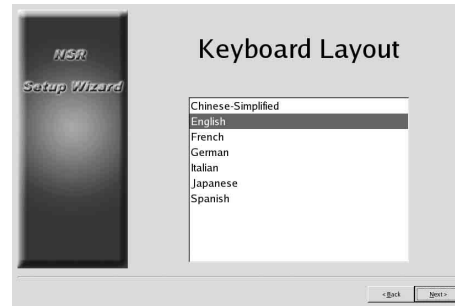 NSR
Setup Wizard
Keyboard Layout
Chinese-Simplified
English
French
German
Italian
Japanese
Spanish
< Back
Next >